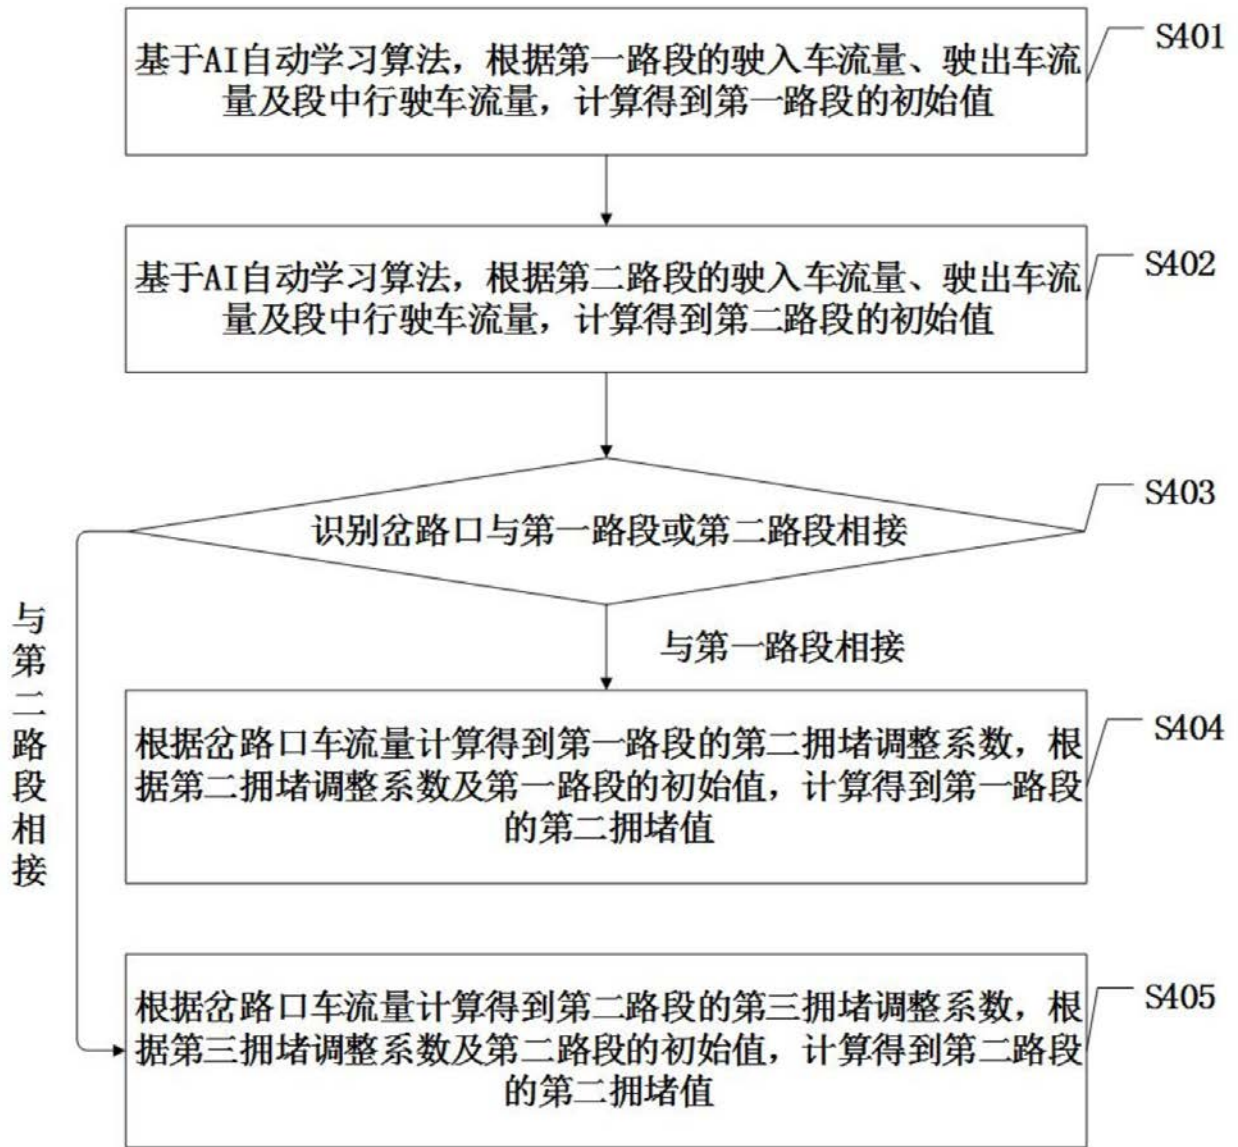 基于AI自动学习算法，根据第一路段的驶入车流量、驶出车流
量及段中行驶车流量，计算得到第一路段的初始值
S401
基于AI自动学习算法，根据第二路段的驶入车流量、驶出车流
量及段中行驶车流量，计算得到第二路段的初始值
S402
识别岔路口与第一路段或第二路段相接
S403
与第二路段相接
与第一路段相接
根据岔路口车流量计算得到第一路段的第二拥堵调整系数，根
据第二拥堵调整系数及第一路段的初始值，计算得到第一路段
的第二拥堵值
S404
根据岔路口车流量计算得到第二路段的第三拥堵调整系数，根
据第三拥堵调整系数及第二路段的初始值，计算得到第二路段
的第二拥堵值
S405